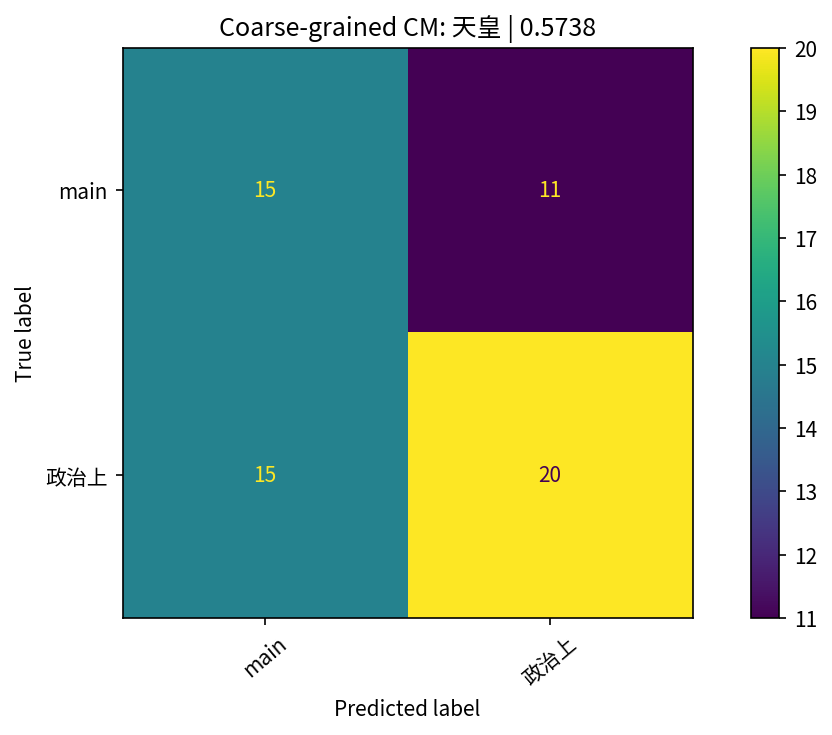 Coarse-grained CM: 天皇 | 0.5738
True label
main
15
11
政治上
15
20
main
政治上
Predicted label
20
19
18
17
16
15
14
13
12
11